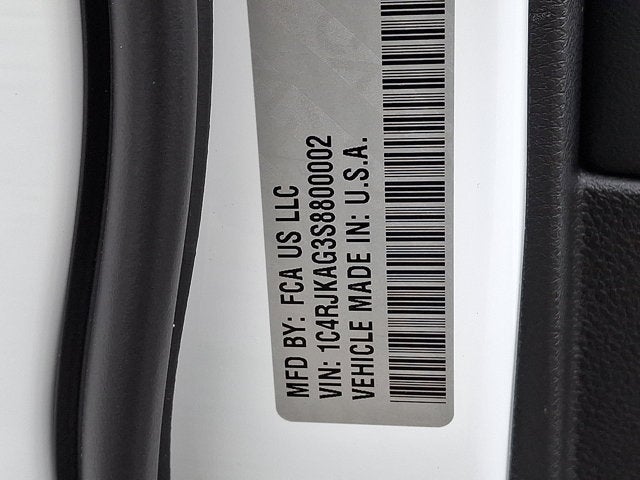 MFD BY: FCA US LLC
VIN: 1C4RJKAG3S8800002
VEHICLE MADE IN: U.S.A.